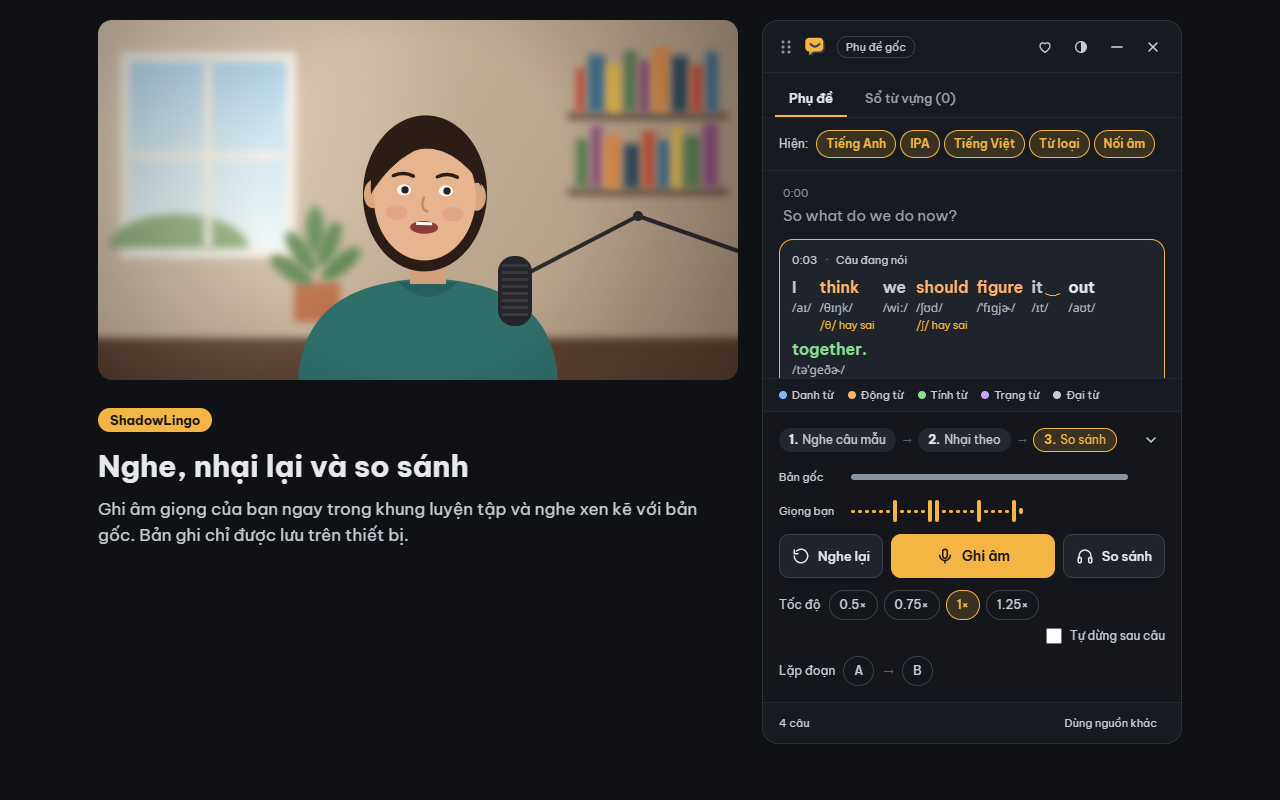 Phụ đề gốc
Phụ đề Sổ từ vựng (0)
Hiện: Tiếng Anh IPA Tiếng Việt Từ loại Nối âm
0:00
So what do we do now?
0:03 · Câu đang nói
I think we should figure it‿ out
/aɪ/ /θɪŋk/ /wiː/ /ʃʊd/ /ˈfɪɡjɚ/ /ɪt/ /aʊt/
/θ/ hay sai /ʃ/ hay sai
together.
/təˈɡeðɚ/
Danh từ Động từ Tính từ Trạng từ Đại từ
1. Nghe câu mẫu → 2. Nhại theo → 3. So sánh
Bản gốc
Giọng bạn
Nghe lại Ghi âm So sánh
Tốc độ 0.5× 0.75× 1× 1.25×
Tự dừng sau câu
Lặp đoạn A → B
4 câu Dùng nguồn khác
ShadowLingo
Nghe, nhại lại và so sánh
Ghi âm giọng của bạn ngay trong khung luyện tập và nghe xen kẽ với bản
gốc. Bản ghi chỉ được lưu trên thiết bị.